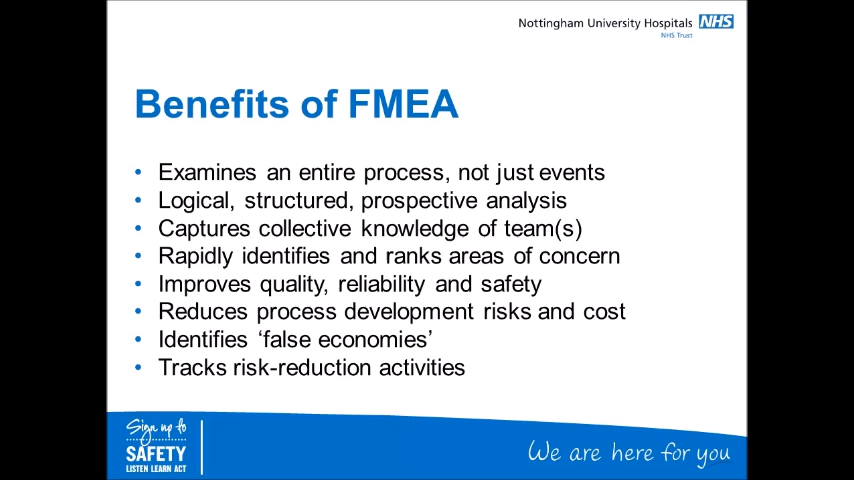 Nottingham University Hospitals NHS
NHS Trust
Benefits of FMEA
• Examines an entire process, not just events
• Logical, structured, prospective analysis
• Captures collective knowledge of team(s)
• Rapidly identifies and ranks areas of concern
• Improves quality, reliability and safety
• Reduces process development risks and cost
• Identifies ‘false economies’
• Tracks risk-reduction activities
Sign up to
SAFETY
LISTEN LEARN ACT
We are here for you